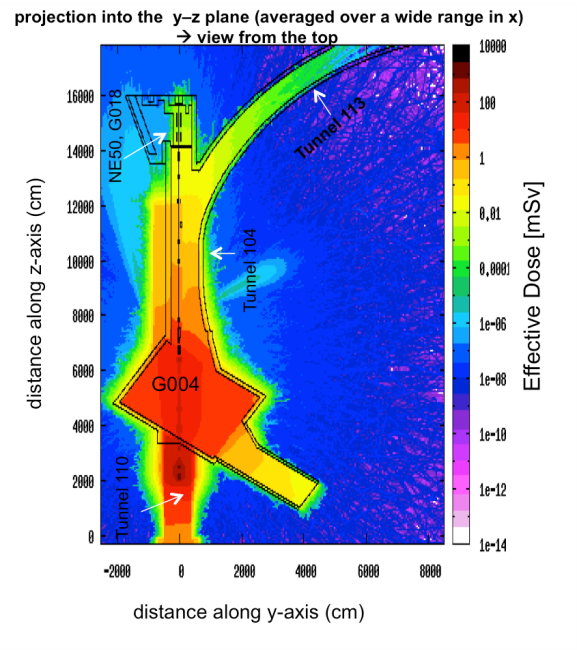 projection into the y–z plane (averaged over a wide range in x)
→ view from the top
distance along z-axis (cm)
16000
14000
12000
10000
8000
6000
4000
2000
0
NE50, G018
Tunnel 113
Tunnel 104
G004
Tunnel 110
-2000
0
2000
4000
6000
8000
distance along y-axis (cm)
10000
100
1
0.01
0.0001
1e-06
1e-08
1e-10
1e-12
1e-14
Effective Dose [mSv]